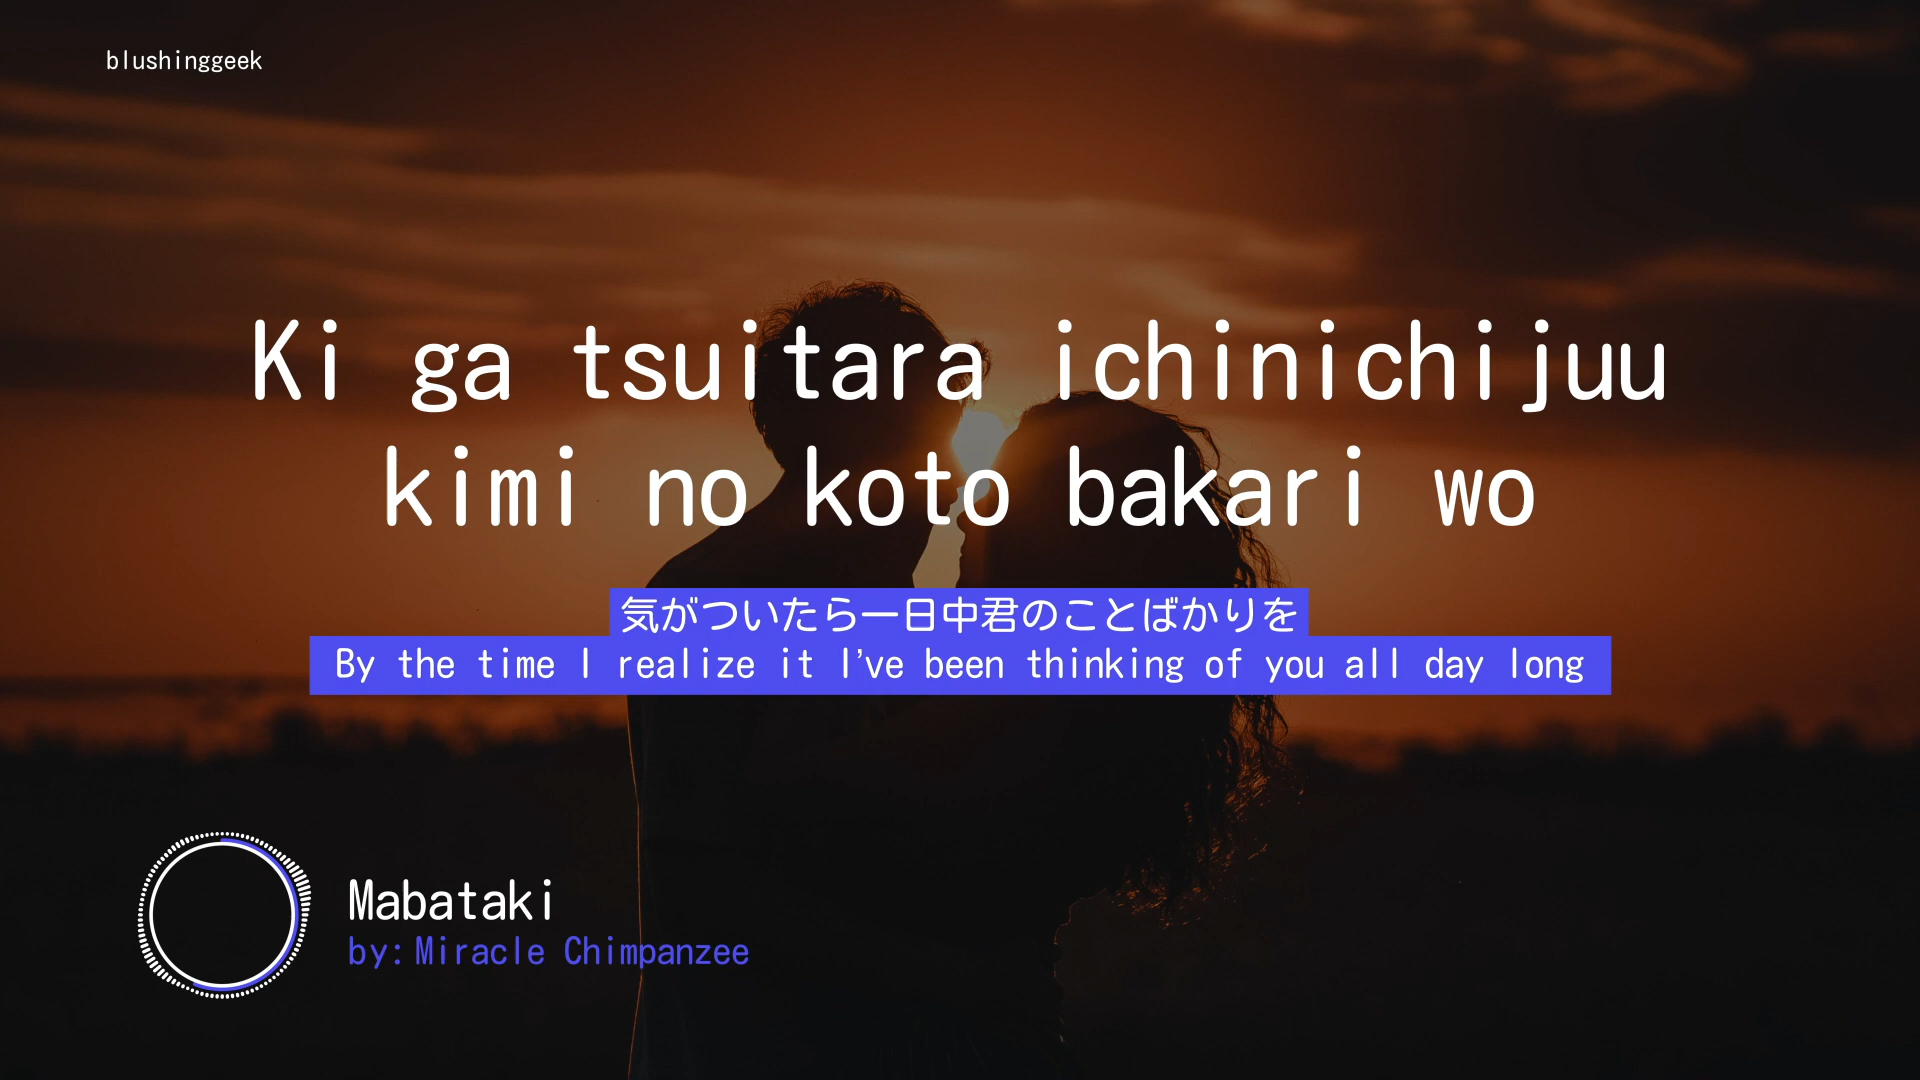 blushinggeek
Ki ga tsuitara ichinichijuu
kimi no koto bakari wo
気がついたら一日中君のことばかりを
By the time I realize it I've been thinking of you all day long
Mabataki
by: Miracle Chimpanzee